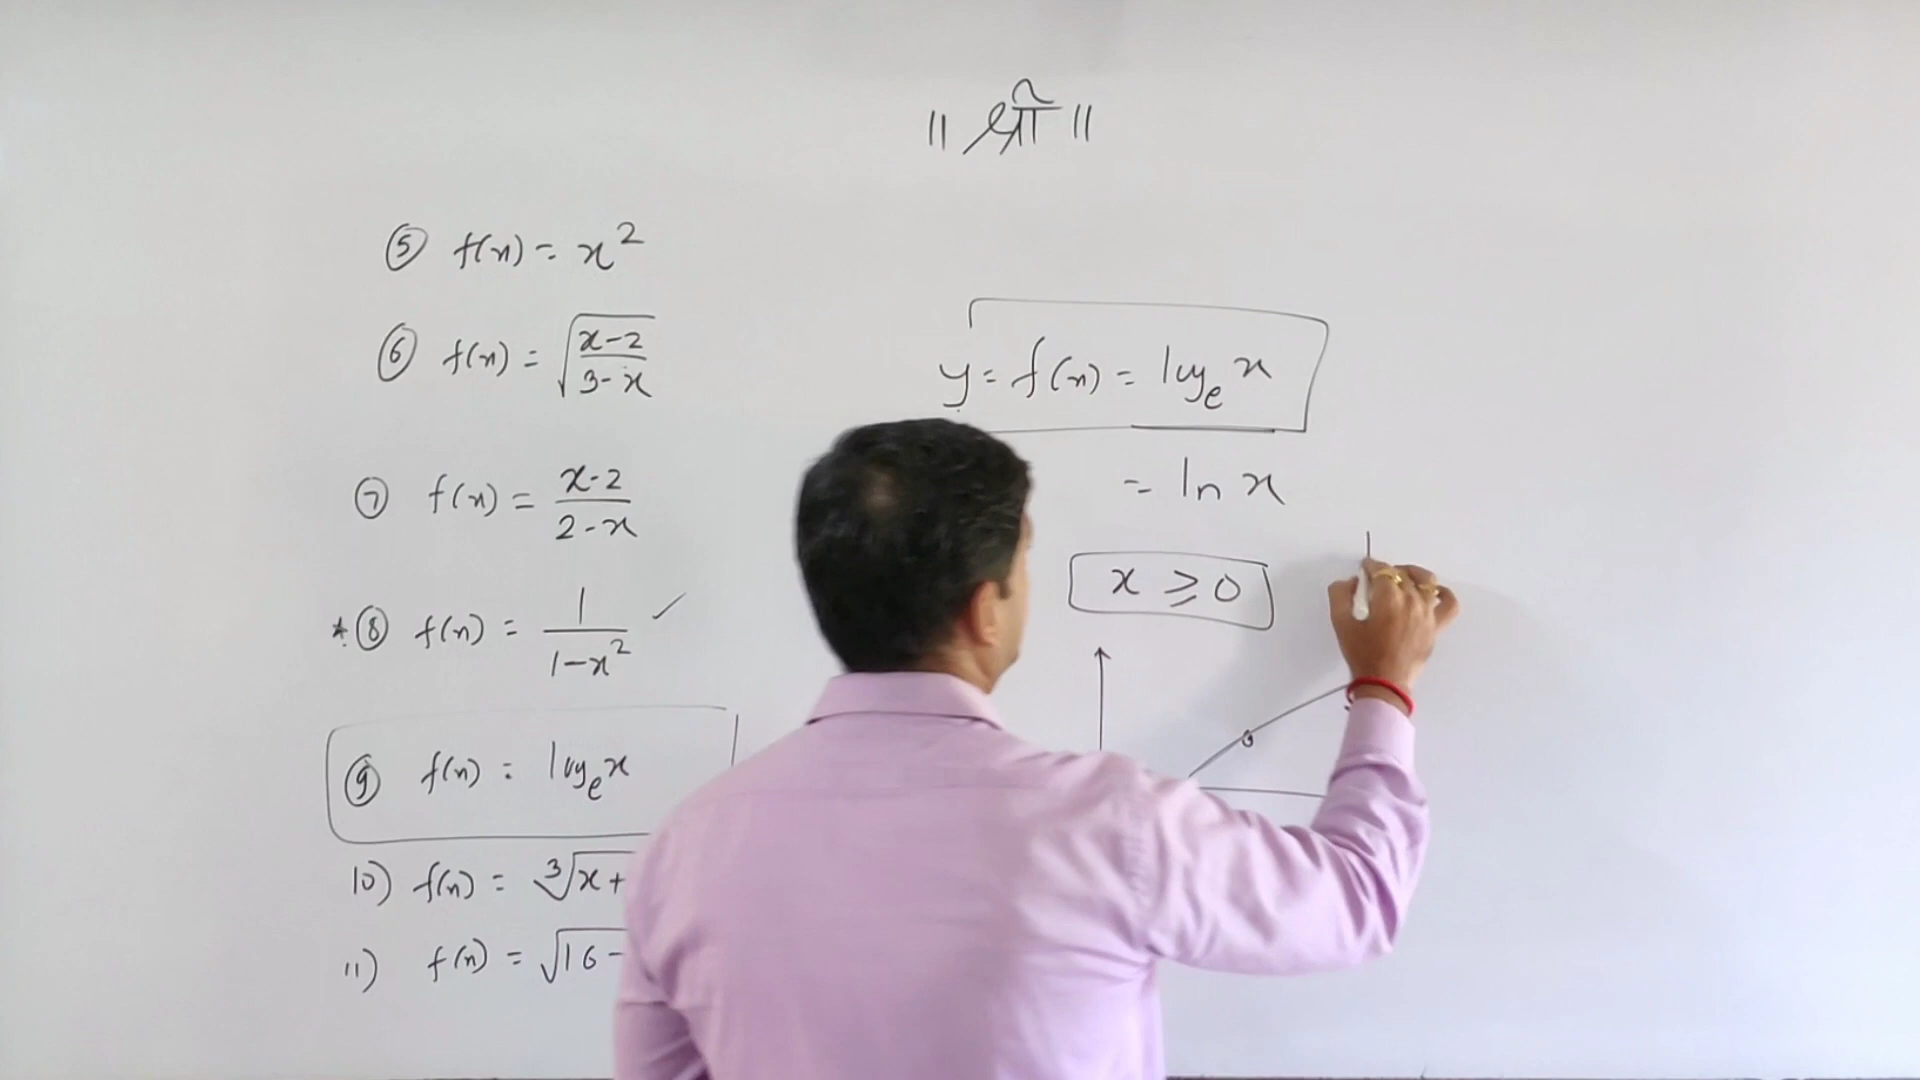 || श्री ||
⑤ f(x) = x²
⑥ f(x) = √((x-2)/(3-x))
⑦ f(x) = (x-2)/(2-x)
* ⑧ f(x) = 1/(1-x²) ✓
⑨ f(x) = logₑx
10) f(x) = ³√x+
11) f(x) = √16-
y = f(x) = logₑx
= ln x
x ≥ 0